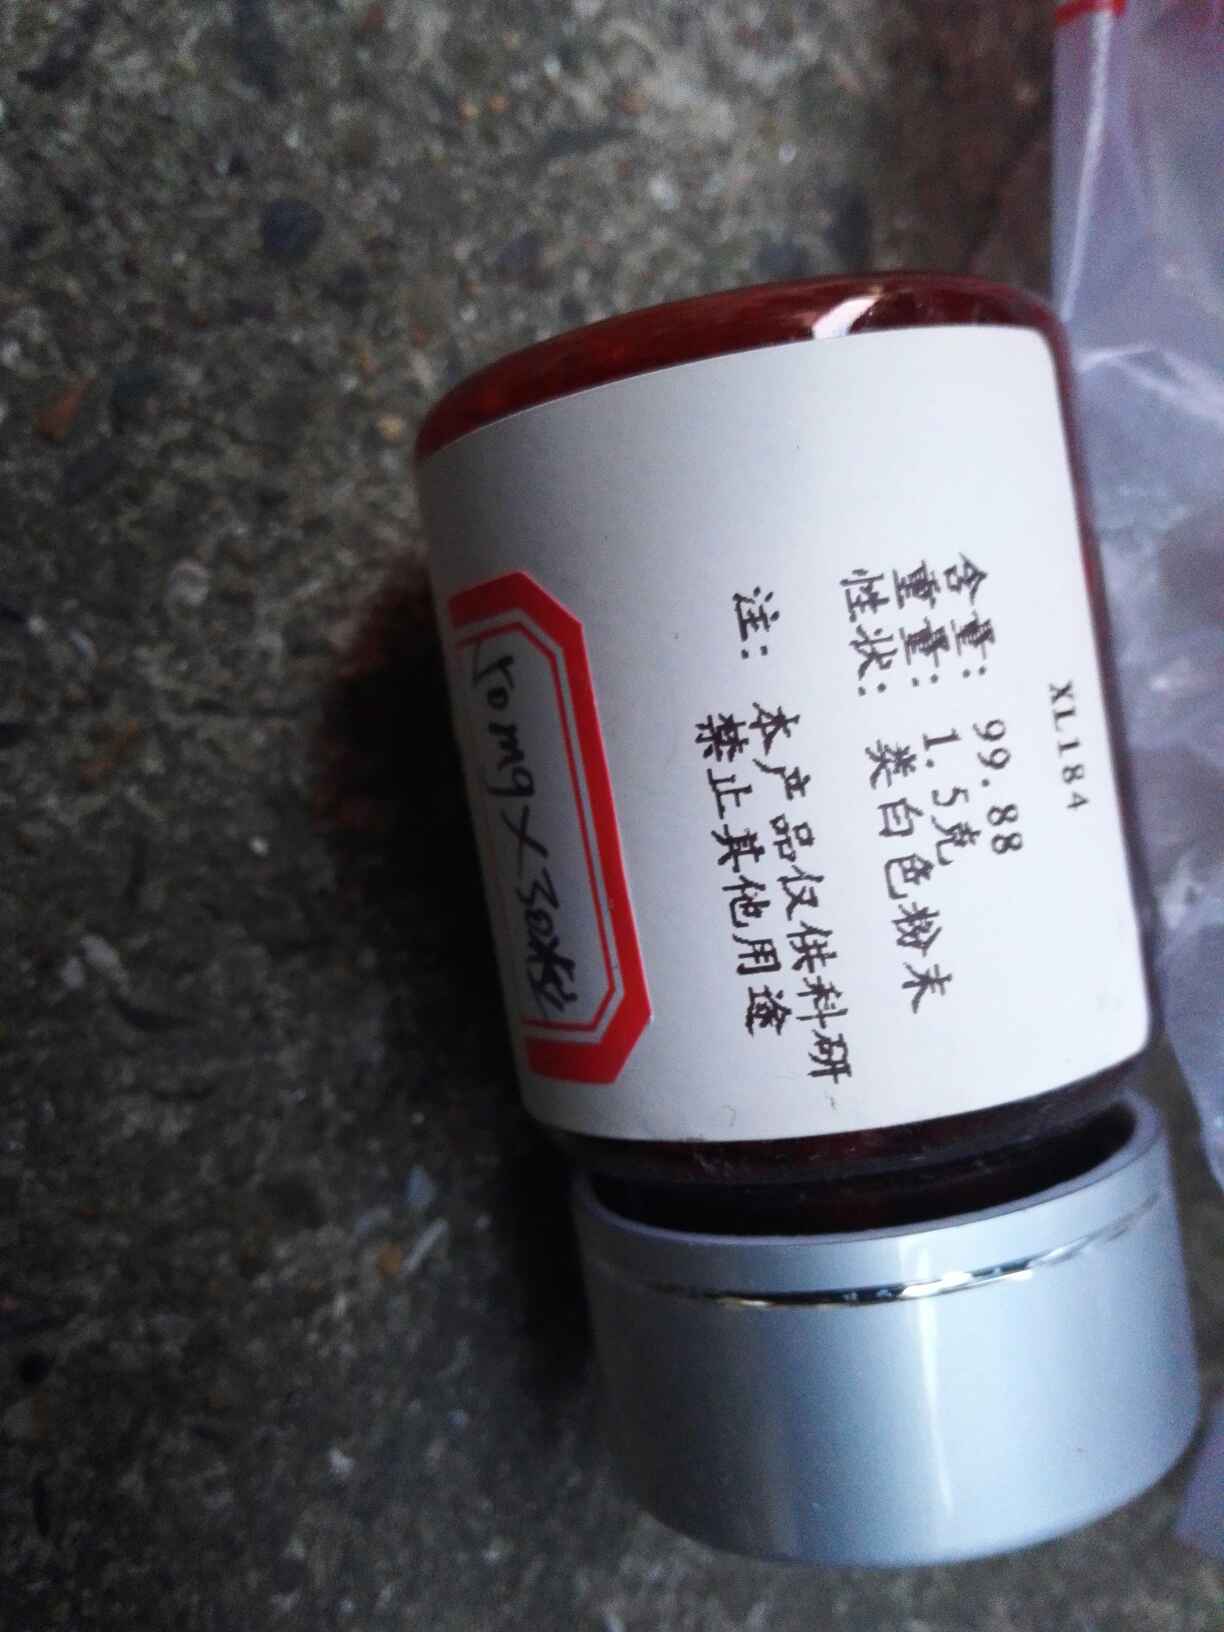 XL184
含量: 99.88
重量: 1.5克
性状: 类白色粉末
注: 本产品仅供科研
禁止其他用途
50mg×30粒